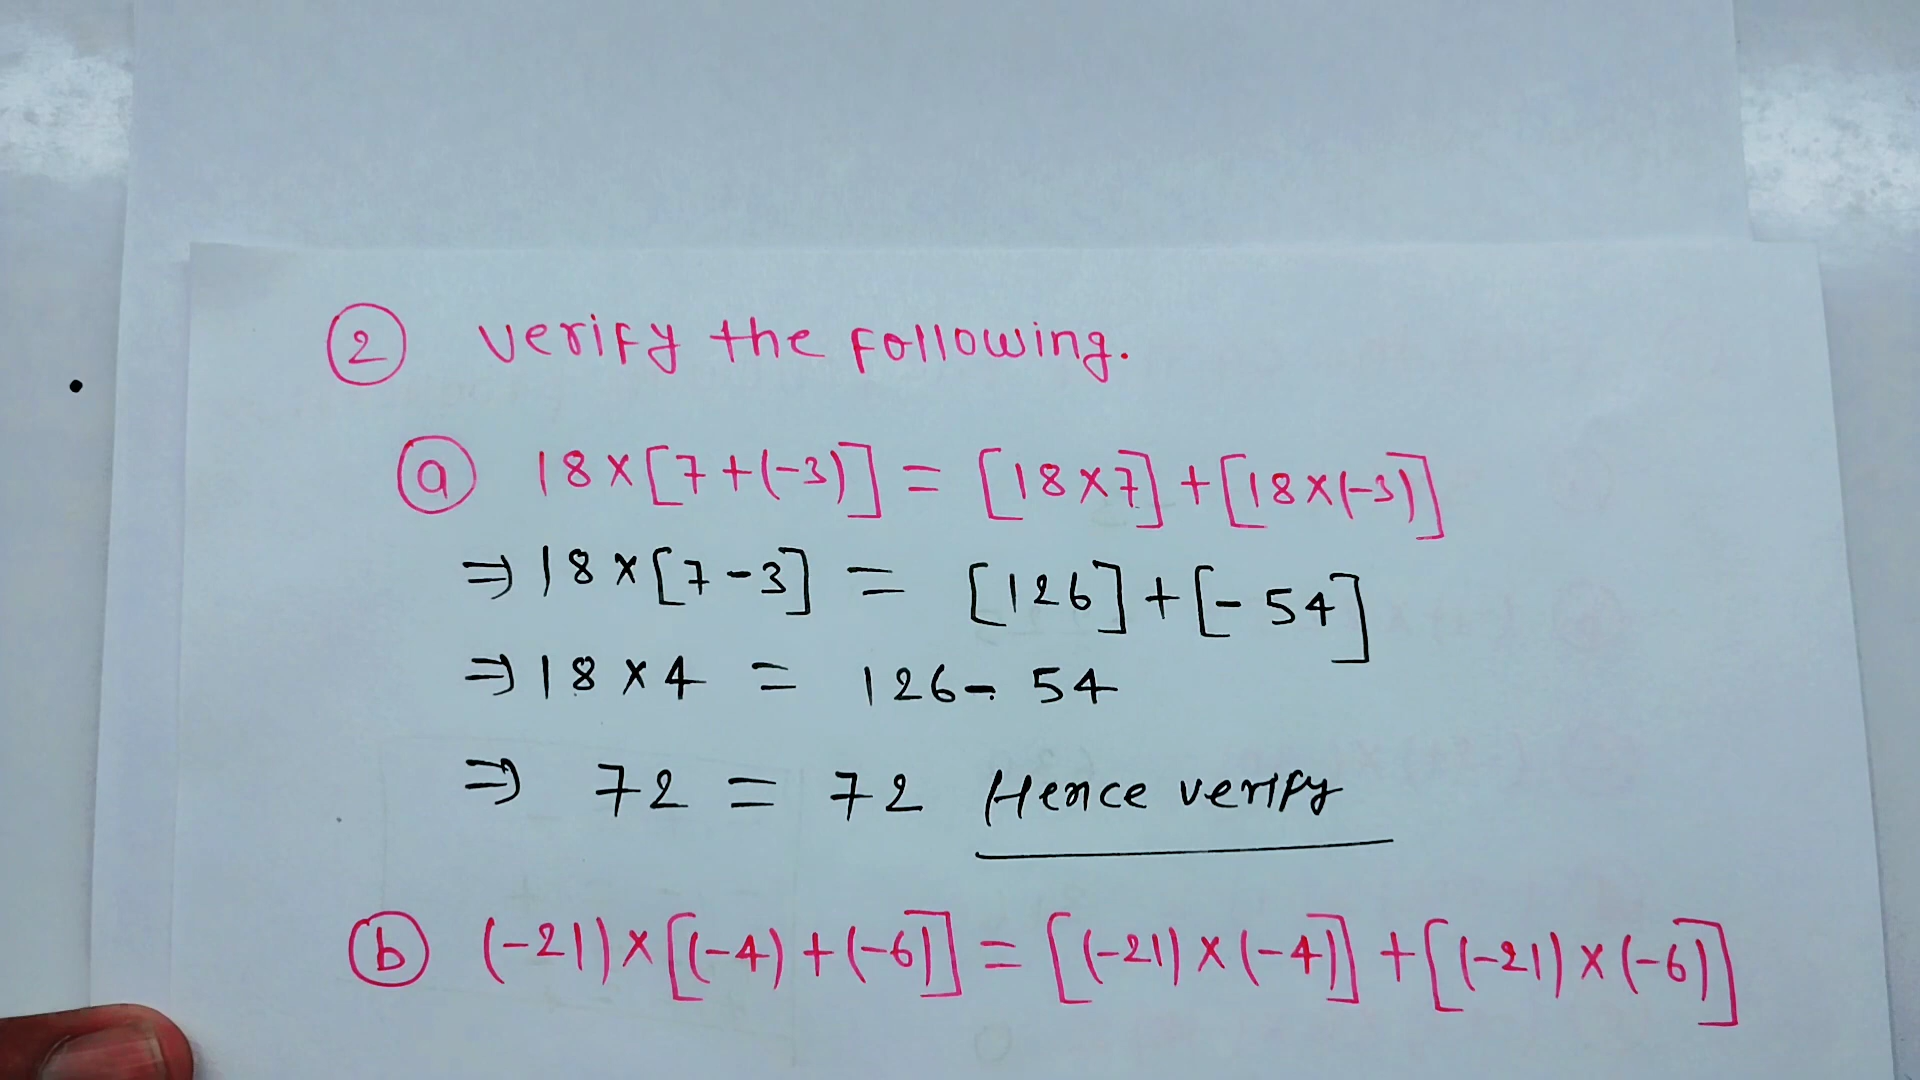 ② Verify the following.
ⓐ 18×[7+(-3)] = [18×7]+[18×(-3)]
⇒ 18×[7-3] = [126]+[-54]
⇒ 18×4 = 126-54
⇒ 72 = 72 Hence verify
ⓑ (-21)×[(-4)+(-6)] = [(-21)×(-4)]+[(-21)×(-6)]